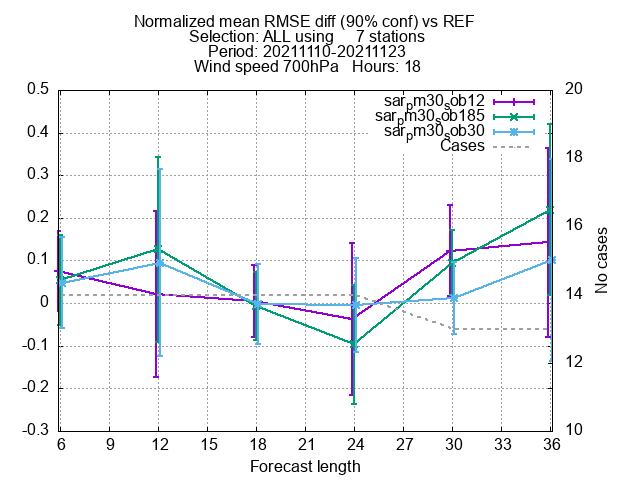 Normalized mean RMSE diff (90% conf) vs REF
Selection: ALL using 7 stations
Period: 20211110-20211123
Wind speed 700hPa Hours: 18
sar_pm30_sob12
sar_pm30_sob185
sar_pm30_sob30
Cases
0.5
0.4
0.3
0.2
0.1
0
-0.1
-0.2
-0.3
20
18
16
14
12
10
No cases
6 9 12 15 18 21 24 27 30 33 36
Forecast length